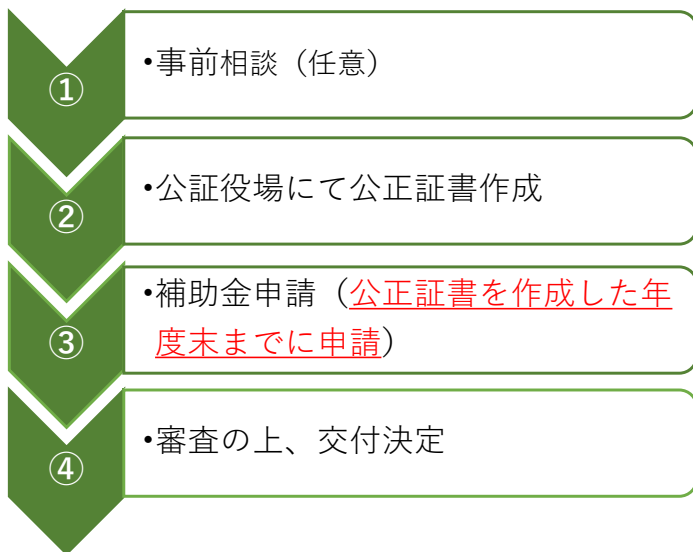 ①
•事前相談（任意）
②
•公証役場にて公正証書作成
③
•補助金申請（公正証書を作成した年
度末までに申請）
④
•審査の上、交付決定